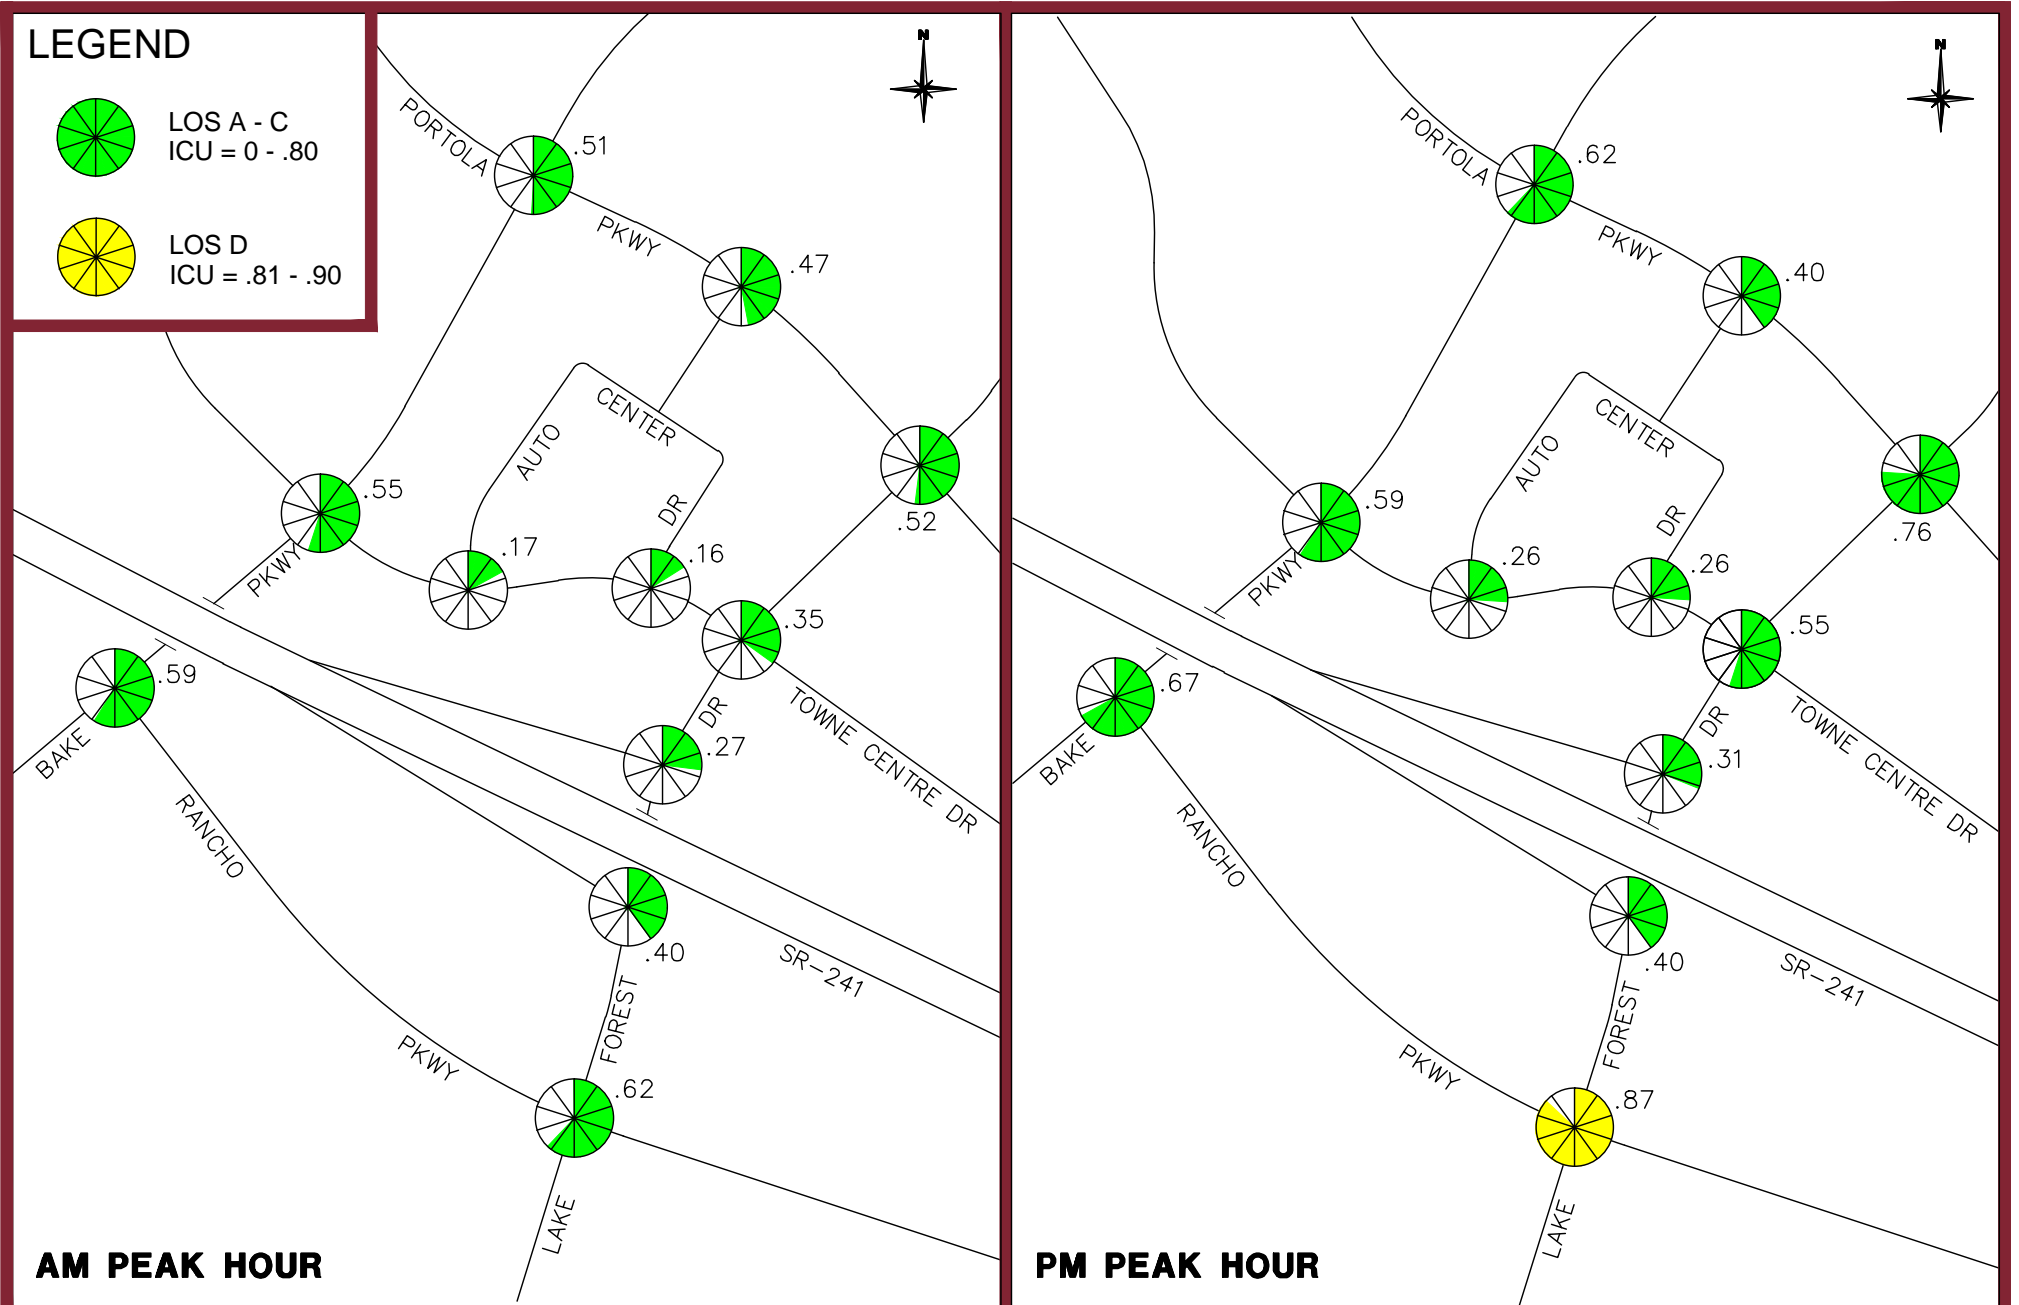 LEGEND
LOS A - C
ICU = 0 - .80
LOS D
ICU = .81 - .90
N
PORTOLA
.51
PKWY
.47
CENTER
AUTO
DR
.55
.52
.17
.16
PKWY
.35
.59
DR
TOWNE CENTRE DR
BAKE
.27
RANCHO
.40
SR-241
FOREST
PKWY
.62
LAKE
AM PEAK HOUR
N
PORTOLA
.62
PKWY
.40
CENTER
AUTO
DR
.59
.76
.26
.26
PKWY
.55
.67
DR
TOWNE CENTRE DR
BAKE
.31
RANCHO
.40
SR-241
FOREST
PKWY
.87
LAKE
PM PEAK HOUR